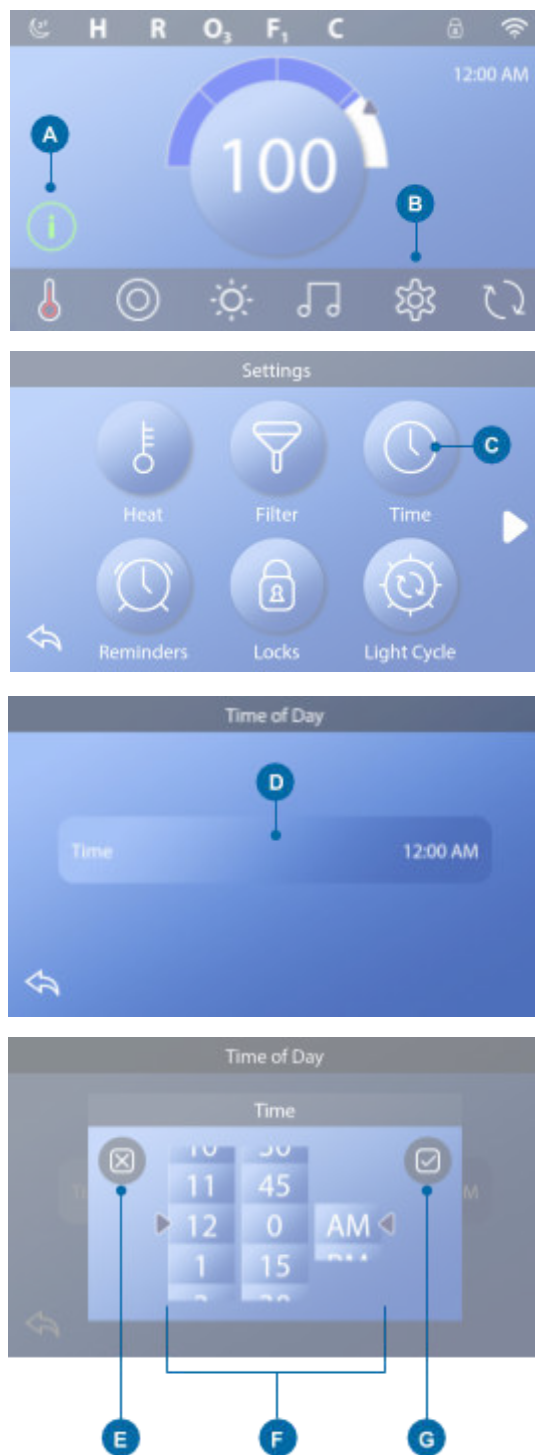 H R O3 F1 C
12:00 AM
A
100
B
i
Settings
C
Heat Filter Time
Reminders Locks Light Cycle
Time of Day
D
Time 12:00 AM
Time of Day
Time
11 45
12 0 AM
1 15
E F G